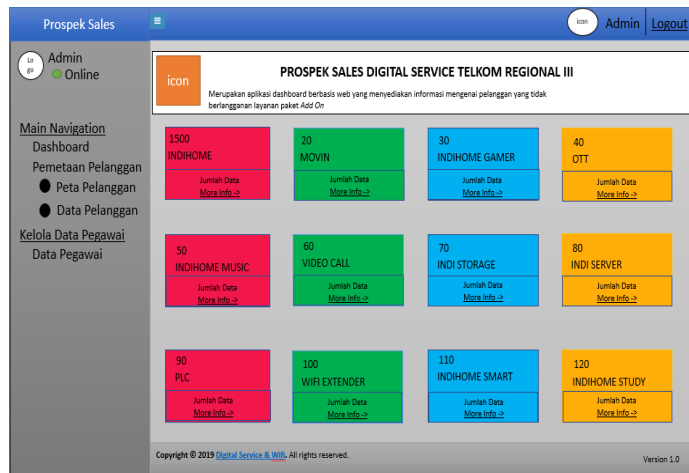 Prospek Sales
≡
icon
Admin
Logout
Lo
go
Admin
Online
Main Navigation
Dashboard
Pemetaan Pelanggan
Peta Pelanggan
Data Pelanggan
Kelola Data Pegawai
Data Pegawai
icon
PROSPEK SALES DIGITAL SERVICE TELKOM REGIONAL III
Merupakan aplikasi dashboard berbasis web yang menyediakan informasi mengenai pelanggan yang tidak
berlangganan layanan paket Add On
1500
INDIHOME
Jumlah Data
More Info ->
20
MOVIN
Jumlah Data
More Info ->
30
INDIHOME GAMER
Jumlah Data
More Info ->
40
OTT
Jumlah Data
More Info ->
50
INDIHOME MUSIC
Jumlah Data
More Info ->
60
VIDEO CALL
Jumlah Data
More Info ->
70
INDI STORAGE
Jumlah Data
More Info ->
80
INDI SERVER
Jumlah Data
More Info ->
90
PLC
Jumlah Data
More Info ->
100
WIFI EXTENDER
Jumlah Data
More Info ->
110
INDIHOME SMART
Jumlah Data
More Info ->
120
INDIHOME STUDY
Jumlah Data
More Info ->
Copyright © 2019 Digital Service & Wifi. All rights reserved.
Version 1.0